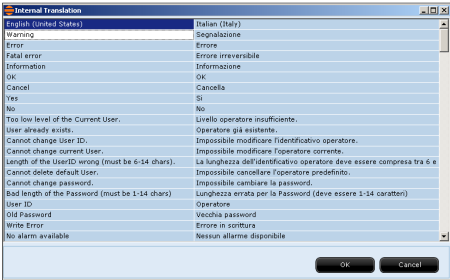 Internal Translation
English (United States) Italian (Italy)
Warning Segnalazione
Error Errore
Fatal error Errore irreversibile
Information Informazione
OK OK
Cancel Cancella
Yes Si
No No
Too low level of the Current User. Livello operatore insufficiente.
User already exists. Operatore già esistente.
Cannot change User ID. Impossibile modificare l'identificativo operatore.
Cannot change current User. Impossibile modificare l'operatore corrente.
Length of the UserID wrong (must be 6-14 chars). La lunghezza dell'identificativo operatore deve essere compresa tra 6 e
Cannot delete default User. Impossibile cancellare l'operatore predefinito.
Cannot change password. Impossibile cambiare la password.
Bad length of the Password (must be 1-14 chars) Lunghezza errata per la Password (deve essere 1-14 caratteri)
User ID Operatore
Old Password Vecchia password
Write Error Errore in scrittura
No alarm available Nessun allarme disponibile
OK Cancel